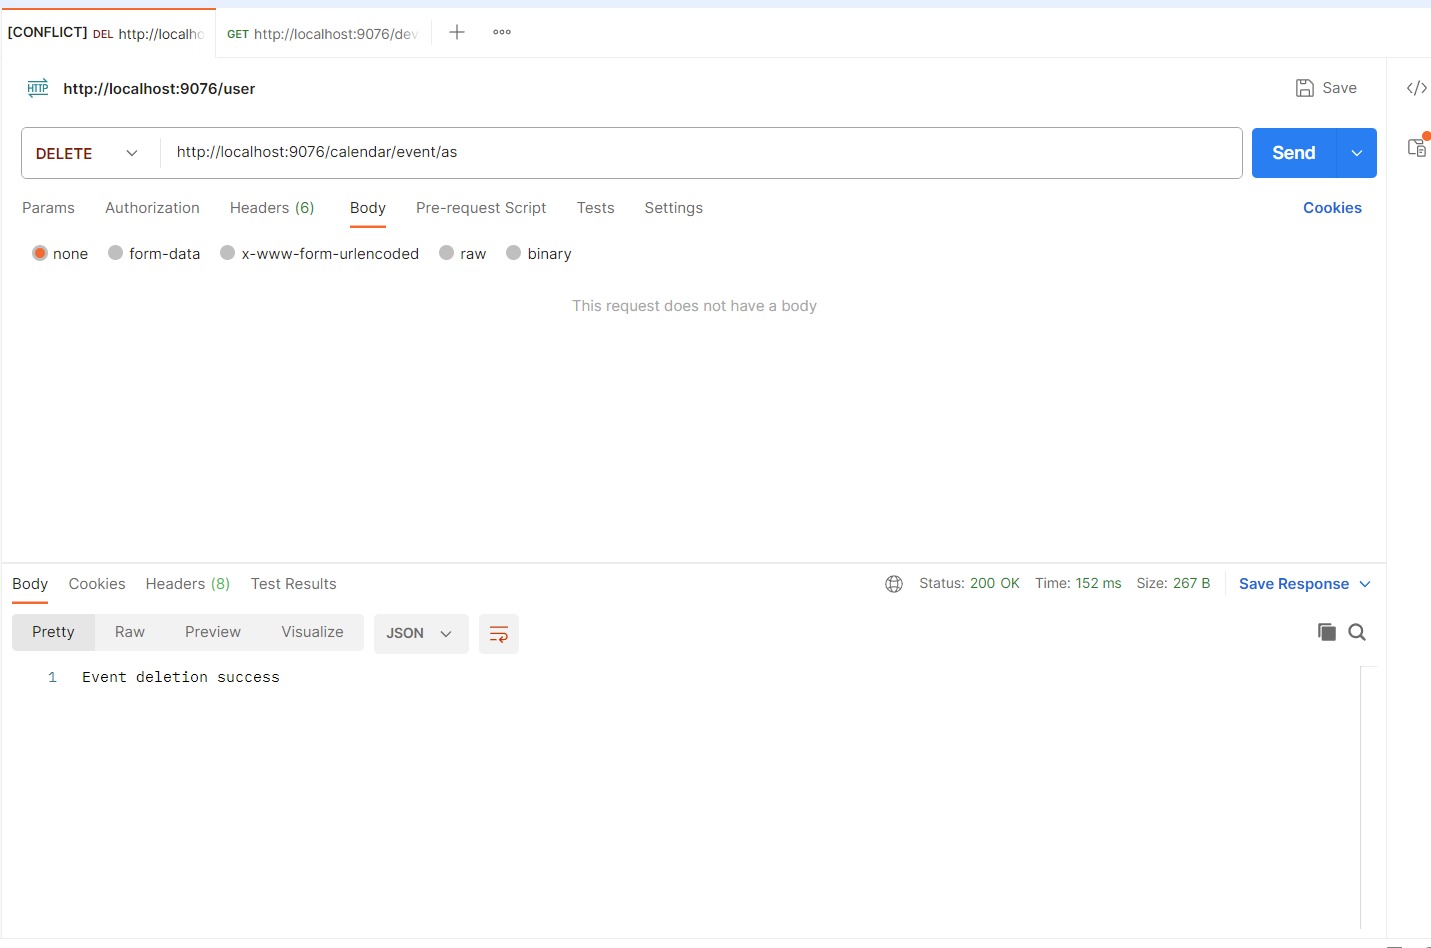 [CONFLICT] DEL http://localho
GET http://localhost:9076/dev
HTTP http://localhost:9076/user
Save
DELETE http://localhost:9076/calendar/event/as
Send
Params Authorization Headers (6) Body Pre-request Script Tests Settings Cookies
none form-data x-www-form-urlencoded raw binary
This request does not have a body
Body Cookies Headers (8) Test Results Status: 200 OK Time: 152 ms Size: 267 B Save Response
Pretty Raw Preview Visualize JSON
1 Event deletion success